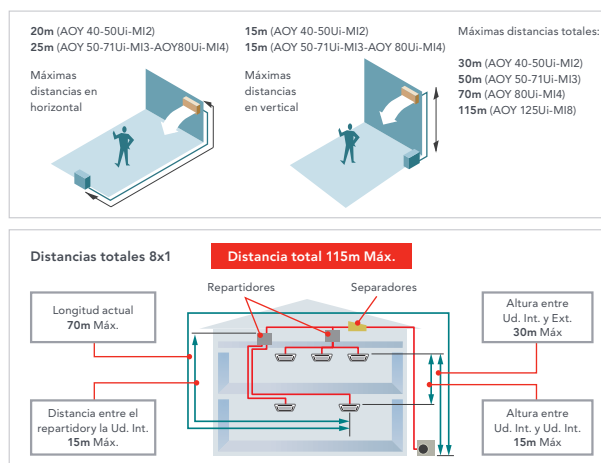 20m (AOY 40-50Ui-MI2)
25m (AOY 50-71Ui-MI3-AOY80Ui-MI4)
Máximas
distancias en
horizontal
15m (AOY 40-50Ui-MI2)
15m (AOY 50-71Ui-MI3-AOY 80Ui-MI4)
Máximas
distancias
en vertical
Máximas distancias totales:
30m (AOY 40-50Ui-MI2)
50m (AOY 50-71Ui-MI3)
70m (AOY 80Ui-MI4)
115m (AOY 125Ui-MI8)
Distancias totales 8x1
Distancia total 115m Máx.
Repartidores
Separadores
Longitud actual
70m Máx.
Distancia entre el
repartidory la Ud. Int.
15m Máx.
Altura entre
Ud. Int. y Ext.
30m Máx
Altura entre
Ud. Int. y Ud. Int.
15m Máx